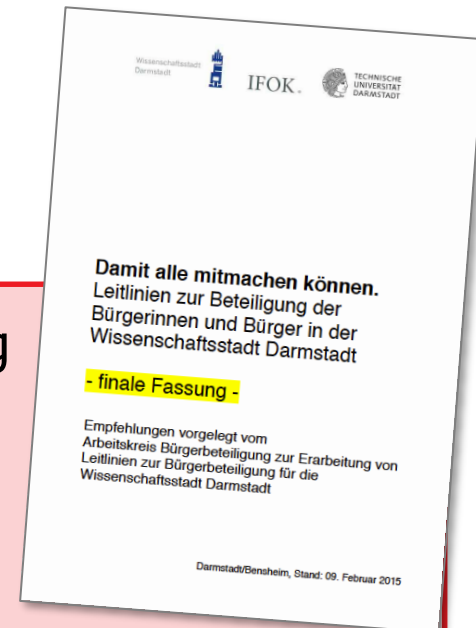 Wissenschaftsstadt
Darmstadt
IFOK.
TECHNISCHE
UNIVERSITÄT
DARMSTADT
Damit alle mitmachen können.
Leitlinien zur Beteiligung der
Bürgerinnen und Bürger in der
Wissenschaftsstadt Darmstadt
- finale Fassung -
Empfehlungen vorgelegt vom
Arbeitskreis Bürgerbeteiligung zur Erarbeitung von
Leitlinien zur Bürgerbeteiligung für die
Wissenschaftsstadt Darmstadt
Darmstadt/Bensheim, Stand: 09. Februar 2015
g